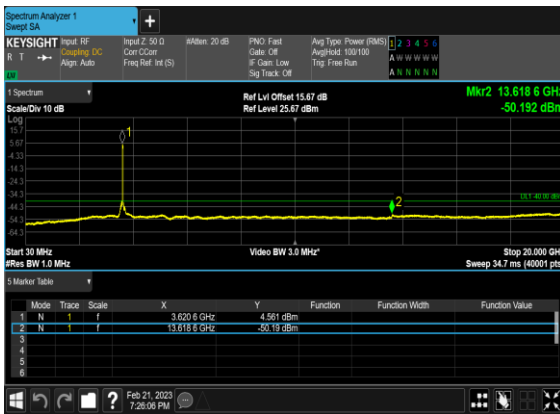 Spectrum Analyzer 1
Swept SA
+
KEYSIGHT Input: RF Input Z: 50 Ω #Atten: 20 dB PNO: Fast Avg Type: Power (RMS) 1 2 3 4 5 6
R T Coupling: DC Corr CCorr Gate: Off Avg|Hold: 100/100 A W W W W W
Align: Auto Freq Ref: Int (S) IF Gain: Low Trig: Free Run
Sig Track: Off A N N N N N
1 Spectrum Ref Lvl Offset 15.67 dB Mkr2 13.618 6 GHz
Scale/Div 10 dB Ref Level 25.67 dBm -50.192 dBm
Log
15.7
5.67
-4.33
-14.3
-24.3
-34.3
-44.3
-54.3
-64.3
1
2
DL1 -40.00 dBm
Start 30 MHz Video BW 3.0 MHz* Stop 20.000 GHz
#Res BW 1.0 MHz Sweep 34.7 ms (40001 pts)
5 Marker Table
Mode Trace Scale X Y Function Function Width Function Value
1 N 1 f 3.620 6 GHz 4.561 dBm
2 N 1 f 13.618 6 GHz -50.19 dBm
3
4
5
6
? Feb 21, 2023
7:26:06 PM